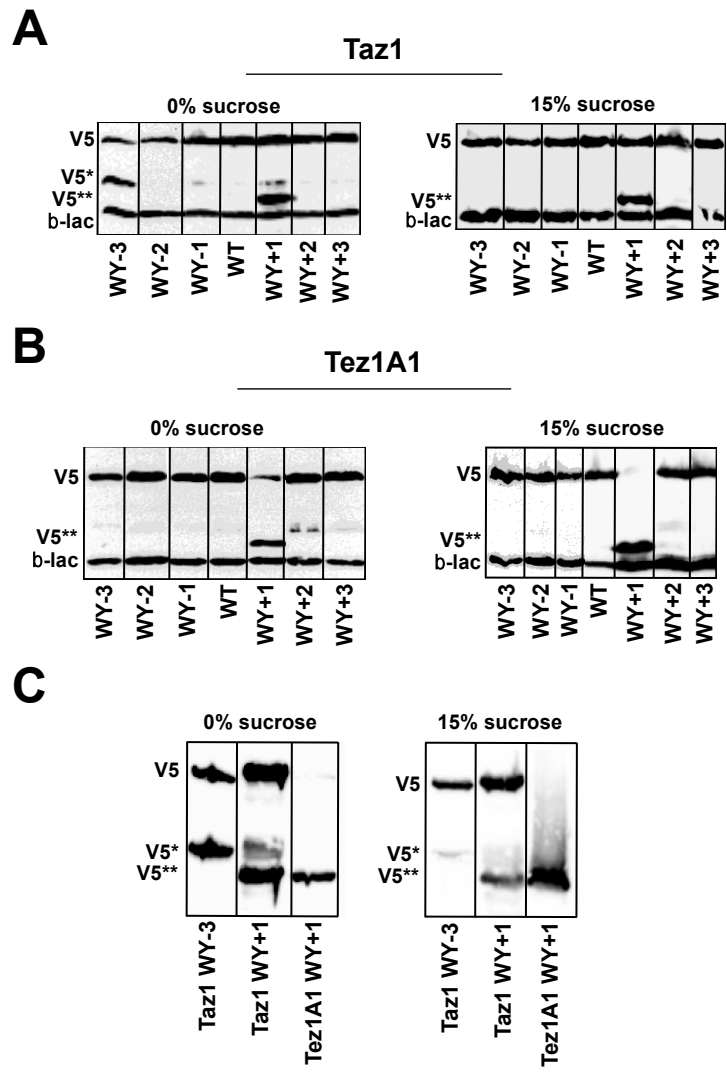 A
Taz1
0% sucrose
15% sucrose
V5
V5*
V5**
b-lac
WY-3
WY-2
WY-1
WT
WY+1
WY+2
WY+3
V5
V5**
b-lac
WY-3
WY-2
WY-1
WT
WY+1
WY+2
WY+3
B
Tez1A1
0% sucrose
15% sucrose
V5
V5**
b-lac
WY-3
WY-2
WY-1
WT
WY+1
WY+2
WY+3
V5
V5**
b-lac
WY-3
WY-2
WY-1
WT
WY+1
WY+2
WY+3
C
0% sucrose
15% sucrose
V5
V5*
V5**
Taz1 WY-3
Taz1 WY+1
Tez1A1 WY+1
V5
V5*
V5**
Taz1 WY-3
Taz1 WY+1
Tez1A1 WY+1